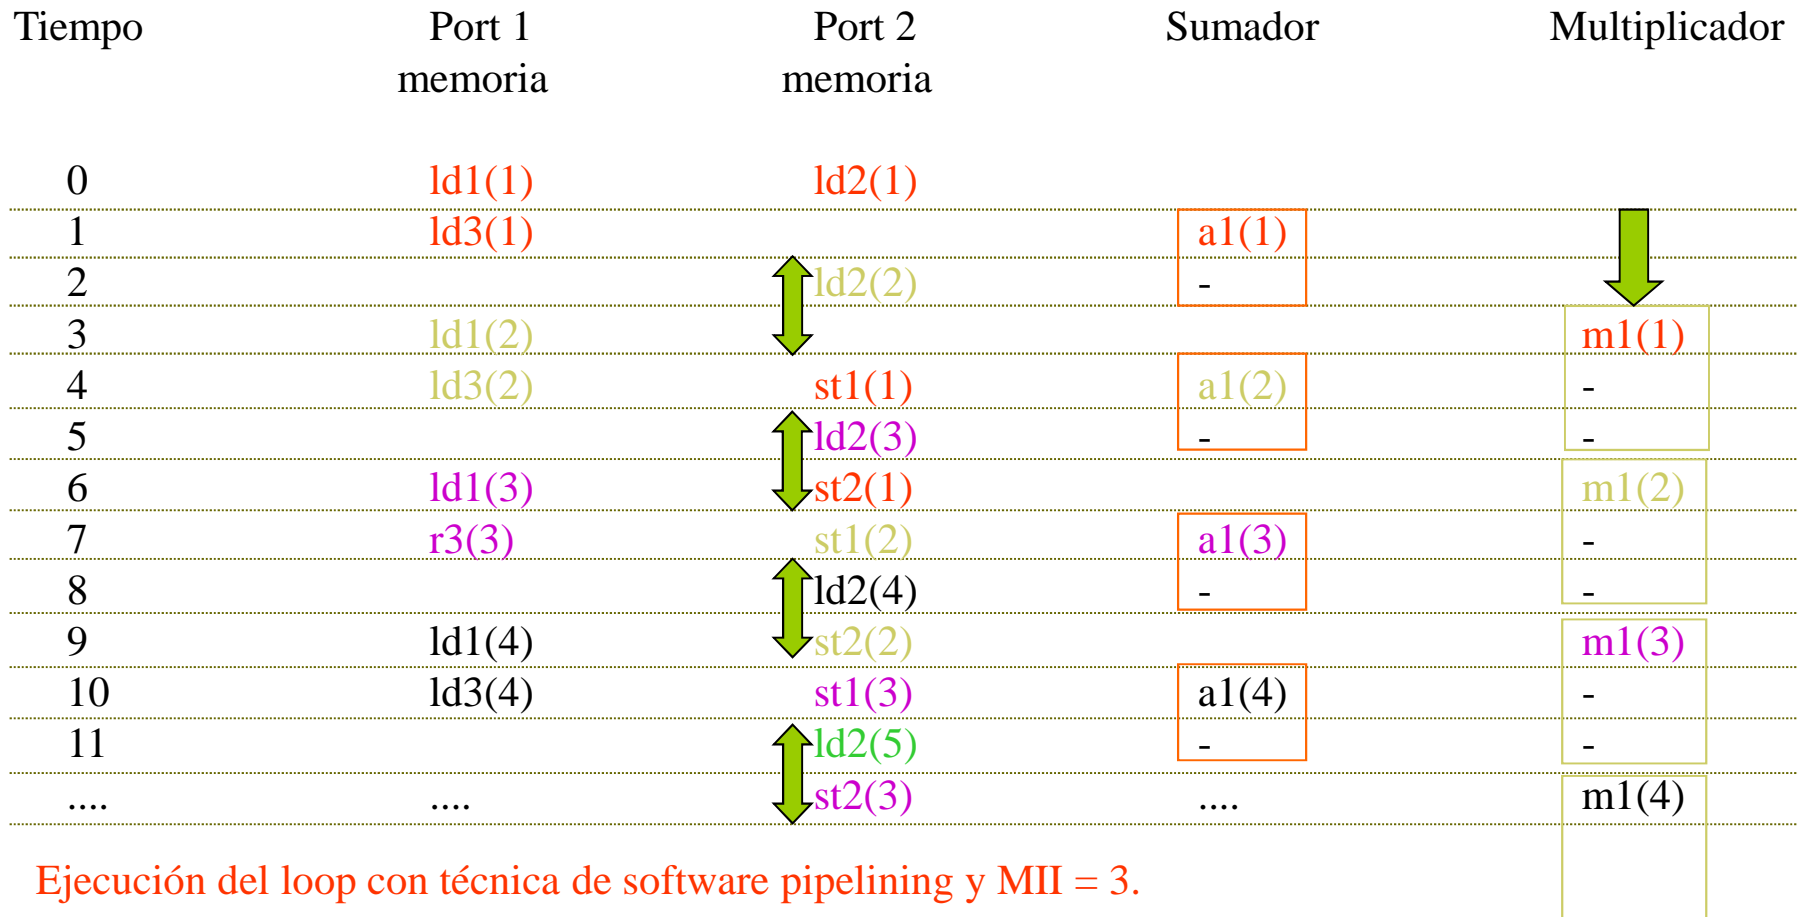 Tiempo Port 1 Port 2 Sumador Multiplicador
memoria memoria
0 ld1(1) ld2(1)
1 ld3(1) a1(1)
2 ld2(2) -
3 ld1(2) m1(1)
4 ld3(2) st1(1) a1(2) -
5 ld2(3) - -
6 ld1(3) st2(1) m1(2)
7 r3(3) st1(2) a1(3) -
8 ld2(4) - -
9 ld1(4) st2(2) m1(3)
10 ld3(4) st1(3) a1(4) -
11 ld2(5) - -
.... .... st2(3) .... m1(4)
Ejecución del loop con técnica de software pipelining y MII = 3.